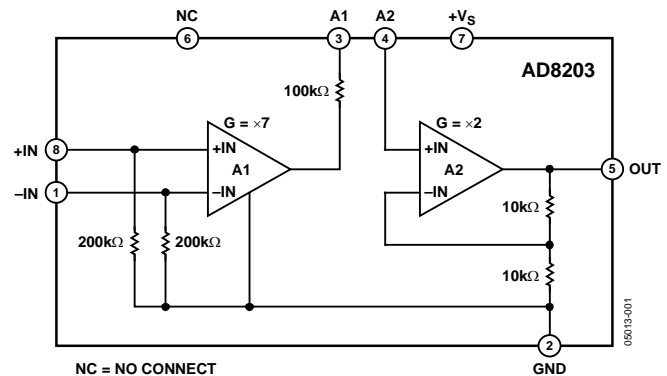 NC
A1
A2
+VS
6
3
4
7
AD8203
100kΩ
G = ×7
G = ×2
+IN
8
+IN
A1
–IN
+IN
A2
–IN
5
OUT
–IN
1
10kΩ
200kΩ
200kΩ
10kΩ
2
GND
NC = NO CONNECT
05013-001